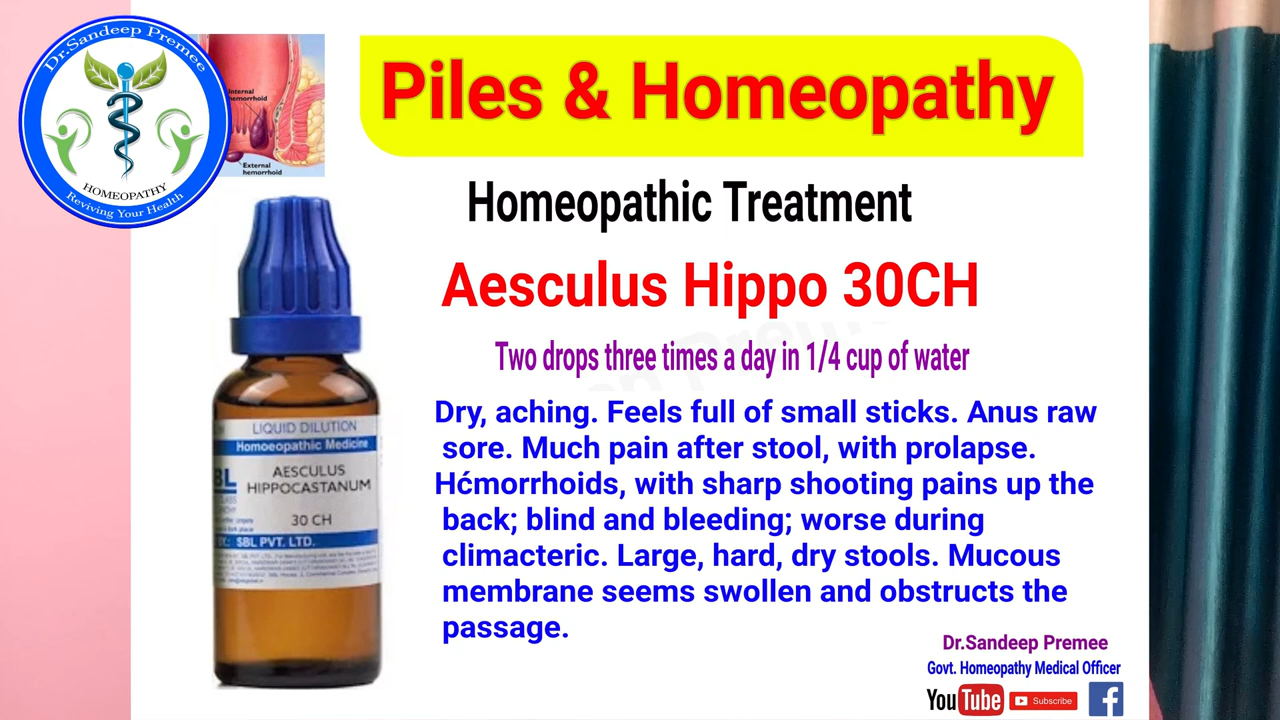 Dr.Sandeep Premee
HOMEOPATHY
Reviving Your Health
Internal
hemorrhoid
External
hemorrhoid
Piles & Homeopathy
Homeopathic Treatment
Aesculus Hippo 30CH
Two drops three times a day in 1/4 cup of water
Dry, aching. Feels full of small sticks. Anus raw
sore. Much pain after stool, with prolapse.
Hćmorrhoids, with sharp shooting pains up the
back; blind and bleeding; worse during
climacteric. Large, hard, dry stools. Mucous
membrane seems swollen and obstructs the
passage.
LIQUID DILUTION
Homoeopathic Medicine
BL
AESCULUS
HIPPOCASTANUM
30 CH
SBL PVT. LTD.
Dr.Sandeep Premee
Govt. Homeopathy Medical Officer
YouTube
Subscribe
f